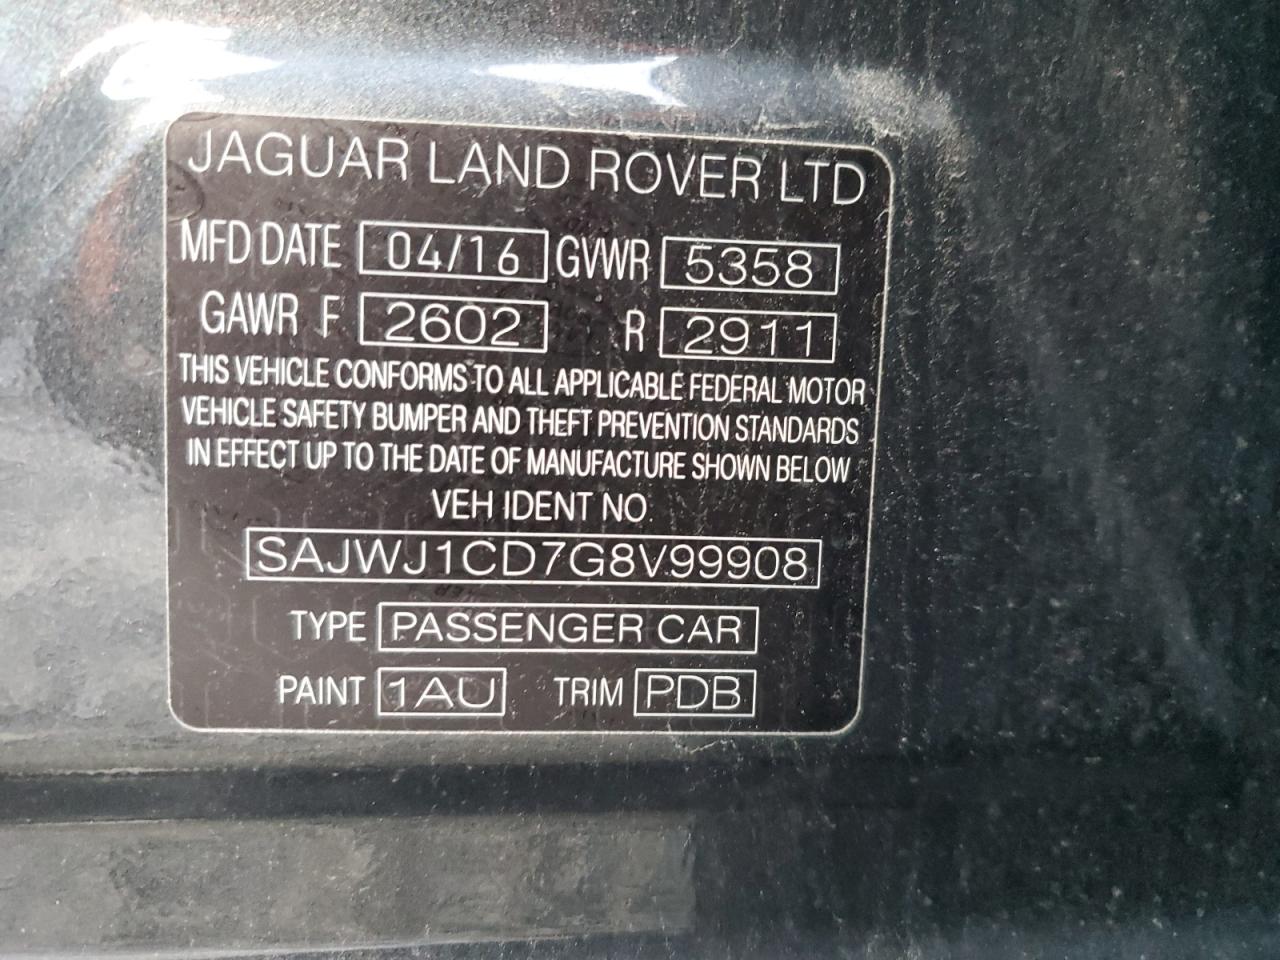 JAGUAR LAND ROVER LTD
MFD DATE 04/16 GVWR 5358
GAWR F 2602 R 2911
THIS VEHICLE CONFORMS TO ALL APPLICABLE FEDERAL MOTOR
VEHICLE SAFETY BUMPER AND THEFT PREVENTION STANDARDS
IN EFFECT UP TO THE DATE OF MANUFACTURE SHOWN BELOW
VEH IDENT NO
SAJWJ1CD7G8V99908
TYPE PASSENGER CAR
PAINT 1AU TRIM PDB